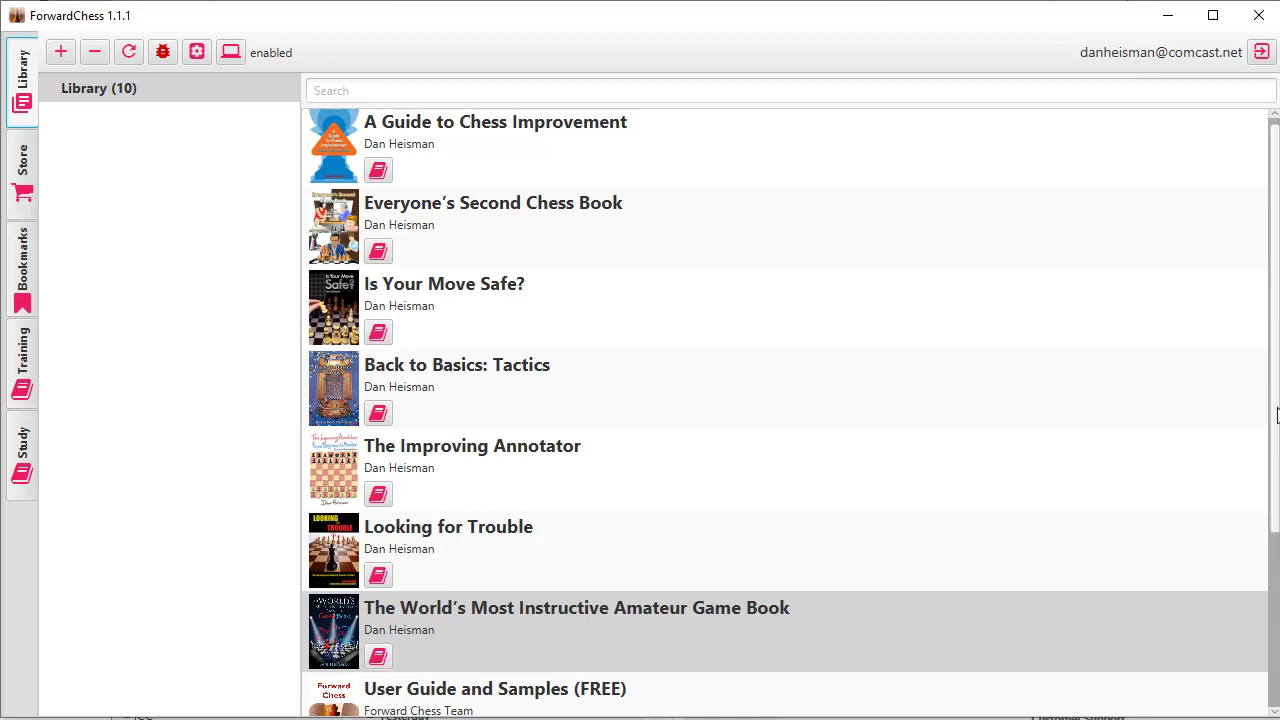 ForwardChess 1.1.1
enabled
danheisman@comcast.net
Library
Store
Bookmarks
Training
Study
Library (10)
Search
A Guide to Chess Improvement
Dan Heisman
Everyone’s Second Chess Book
Dan Heisman
Is Your Move Safe?
Dan Heisman
Back to Basics: Tactics
Dan Heisman
The Improving Annotator
Dan Heisman
Looking for Trouble
Dan Heisman
The World’s Most Instructive Amateur Game Book
Dan Heisman
User Guide and Samples (FREE)
Forward Chess Team